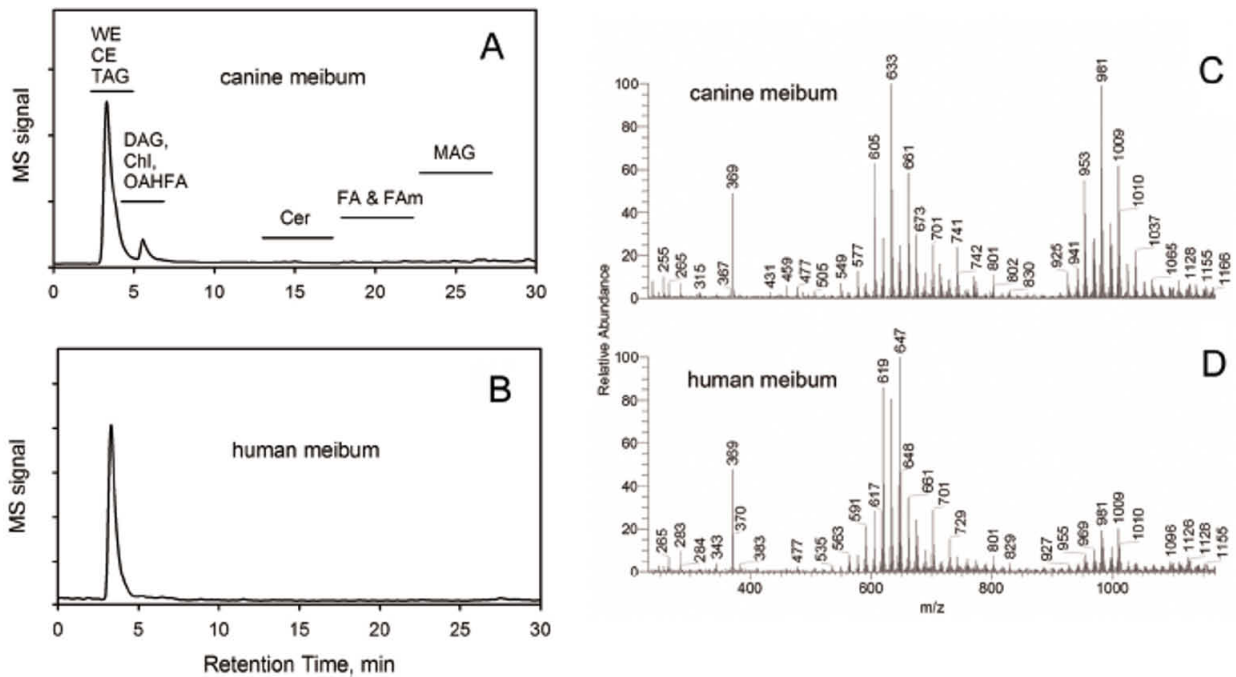 A
canine meibum
WE
CE
TAG
DAG,
Chl,
OAHFA
Cer
FA & FAm
MAG
MS signal
0 5 10 15 20 25 30
B
human meibum
MS signal
0 5 10 15 20 25 30
Retention Time, min
C
canine meibum
100
80
60
40
20
0
255
265
315
367
369
431
459
477
505
549
577
605
633
661
673
701
741
742
801
802
830
925
941
953
981
1009
1010
1037
1065
1128
1155
1166
Relative Abundance
D
human meibum
100
80
60
40
20
0
265
283
284
343
369
370
383
477
535
563
591
617
619
647
648
661
701
729
801
829
927
955
969
981
1009
1010
1096
1126
1128
1155
400 600 800 1000
m/z